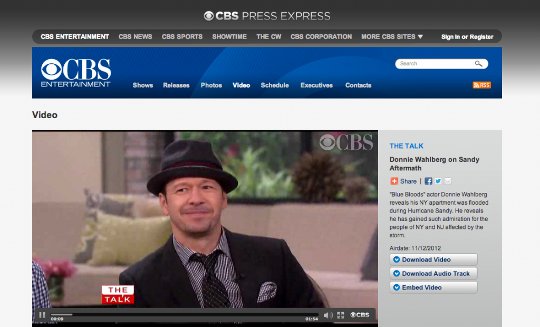 CBS PRESS EXPRESS
CBS ENTERTAINMENT CBS NEWS CBS SPORTS SHOWTIME THE CW CBS CORPORATION MORE CBS SITES Sign In or Register
CBS
ENTERTAINMENT
Search
Shows Releases Photos Video Schedule Executives Contacts
RSS
Video
CBS
THE TALK
Donnie Wahlberg on Sandy
Aftermath
Share
"Blue Bloods" actor Donnie Wahlberg
reveals his NY apartment was flooded
during Hurricane Sandy. He reveals
he has gained such admiration for the
people of NY and NJ affected by the
storm.
Airdate: 11/12/2012
Download Video
Download Audio Track
Embed Video
THE
TALK
00:09 01:54 CBS